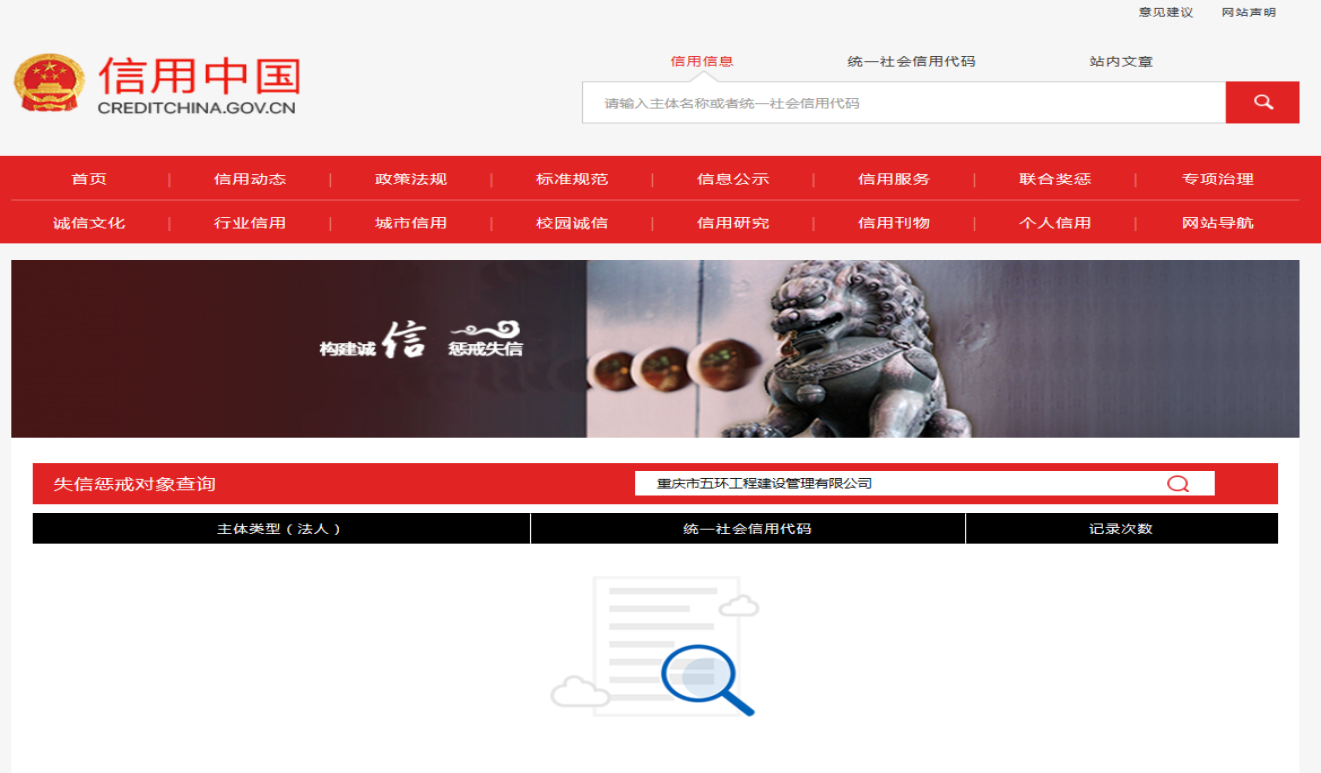 意见建议 网站声明
信用信息 统一社会信用代码 站内文章
信用中国
CREDITCHINA.GOV.CN
请输入主体名称或者统一社会信用代码
首页 | 信用动态 | 政策法规 | 标准规范 | 信息公示 | 信用服务 | 联合奖惩 | 专项治理
诚信文化 | 行业信用 | 城市信用 | 校园诚信 | 信用研究 | 信用刊物 | 个人信用 | 网站导航
构建诚信 惩戒失信
失信惩戒对象查询 重庆市五环工程建设管理有限公司
主体类型（法人） 统一社会信用代码 记录次数